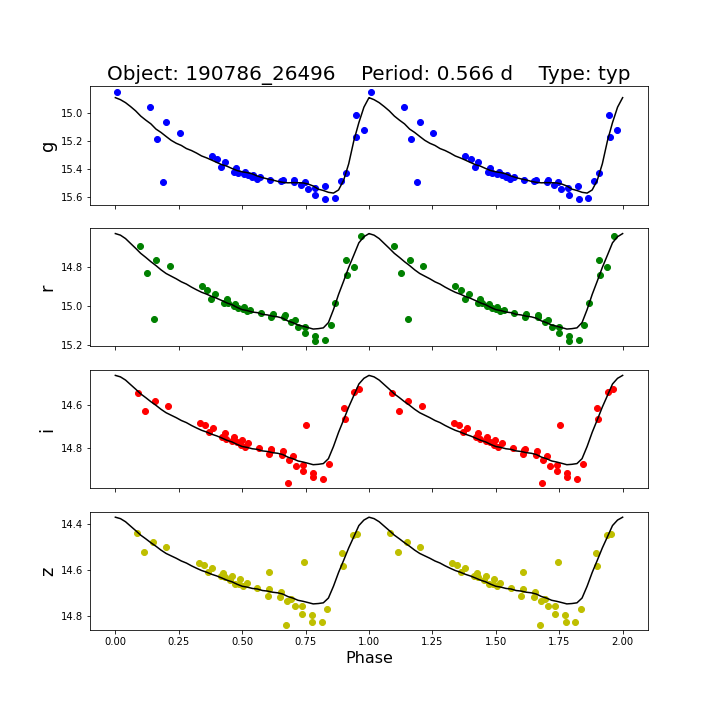 Object: 190786_26496    Period: 0.566 d    Type: typ
g
15.0
15.2
15.4
15.6
r
14.8
15.0
15.2
i
14.6
14.8
z
14.4
14.6
14.8
0.00 0.25 0.50 0.75 1.00 1.25 1.50 1.75 2.00
Phase